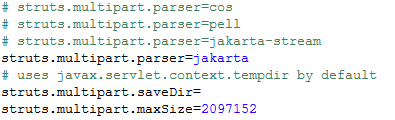 # struts.multipart.parser=cos
# struts.multipart.parser=pell
# struts.multipart.parser=jakarta-stream
struts.multipart.parser=jakarta
# uses javax.servlet.context.tempdir by default
struts.multipart.saveDir=
struts.multipart.maxSize=2097152